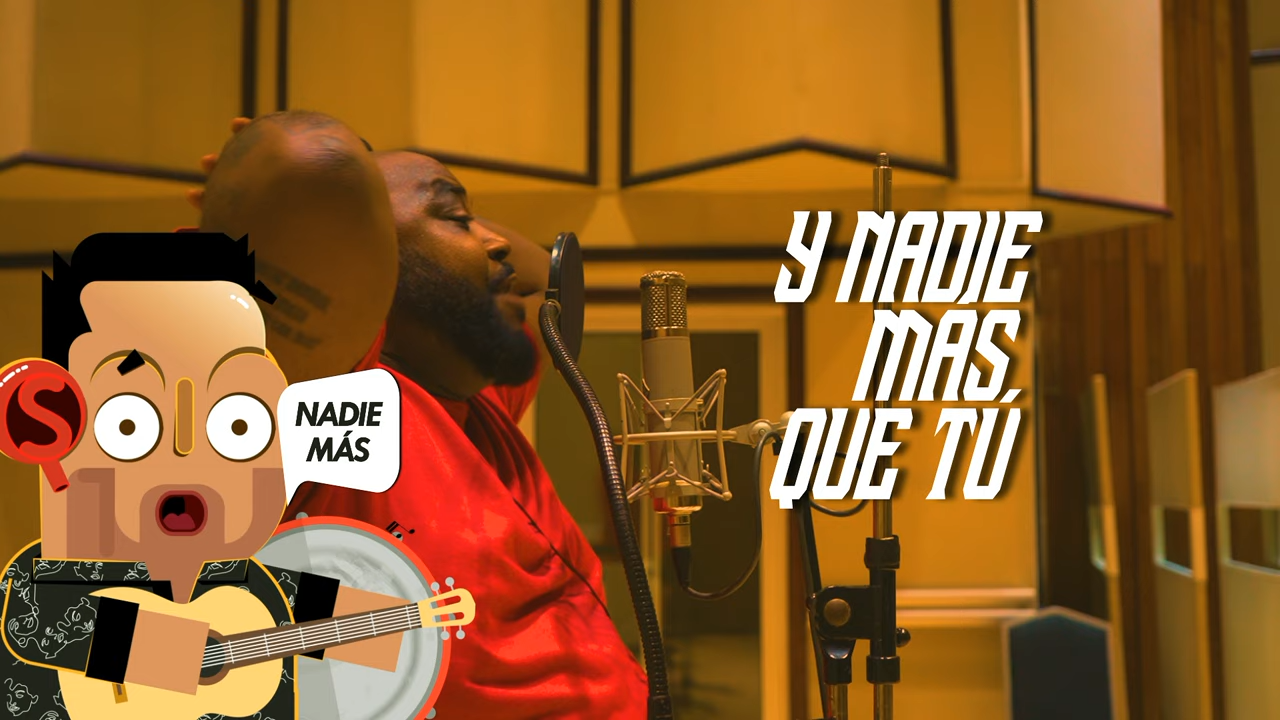 Y NADIE
MÁS,
QUE TÚ
NADIE
MÁS
S